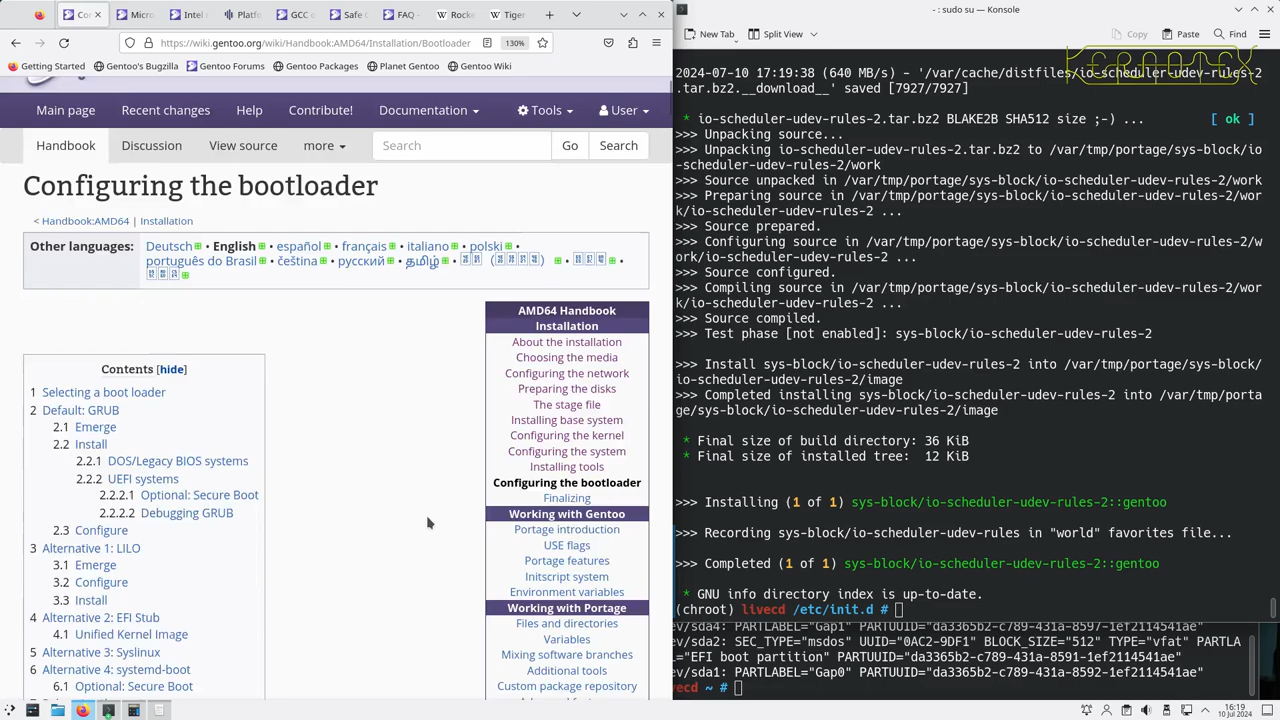 Cor
Micro
Intel r
Platfo
GCC o
Safe C
FAQ -
Rocke
Tiger
https://wiki.gentoo.org/wiki/Handbook:AMD64/Installation/Bootloader
130%
Getting Started
Gentoo's Bugzilla
Gentoo Forums
Gentoo Packages
Planet Gentoo
Gentoo Wiki
Main page
Recent changes
Help
Contribute!
Documentation
Tools
User
Handbook
Discussion
View source
more
Search
Go
Search
Configuring the bootloader
< Handbook:AMD64 | Installation
Other languages:
Deutsch • English • español • français • italiano • polski •
português do Brasil • čeština • русский • தமிழ் •
AMD64 Handbook
Installation
About the installation
Choosing the media
Configuring the network
Preparing the disks
The stage file
Installing base system
Configuring the kernel
Configuring the system
Installing tools
Configuring the bootloader
Finalizing
Working with Gentoo
Portage introduction
USE flags
Portage features
Initscript system
Environment variables
Working with Portage
Files and directories
Variables
Mixing software branches
Additional tools
Custom package repository
Contents [hide]
1 Selecting a boot loader
2 Default: GRUB
2.1 Emerge
2.2 Install
2.2.1 DOS/Legacy BIOS systems
2.2.2 UEFI systems
2.2.2.1 Optional: Secure Boot
2.2.2.2 Debugging GRUB
2.3 Configure
3 Alternative 1: LILO
3.1 Emerge
3.2 Configure
3.3 Install
4 Alternative 2: EFI Stub
4.1 Unified Kernel Image
5 Alternative 3: Syslinux
6 Alternative 4: systemd-boot
6.1 Optional: Secure Boot
- : sudo su — Konsole
New Tab
Split View
Copy
Paste
Find
2024-07-10 17:19:38 (640 MB/s) - '/var/cache/distfiles/io-scheduler-udev-rules-2
.tar.bz2.__download__' saved [7927/7927]
* io-scheduler-udev-rules-2.tar.bz2 BLAKE2B SHA512 size ;-) ... [ ok ]
>>> Unpacking source...
>>> Unpacking io-scheduler-udev-rules-2.tar.bz2 to /var/tmp/portage/sys-block/io
-scheduler-udev-rules-2/work
>>> Source unpacked in /var/tmp/portage/sys-block/io-scheduler-udev-rules-2/work
>>> Preparing source in /var/tmp/portage/sys-block/io-scheduler-udev-rules-2/wor
k/io-scheduler-udev-rules-2 ...
>>> Source prepared.
>>> Configuring source in /var/tmp/portage/sys-block/io-scheduler-udev-rules-2/w
ork/io-scheduler-udev-rules-2 ...
>>> Source configured.
>>> Compiling source in /var/tmp/portage/sys-block/io-scheduler-udev-rules-2/wor
k/io-scheduler-udev-rules-2 ...
>>> Source compiled.
>>> Test phase [not enabled]: sys-block/io-scheduler-udev-rules-2
>>> Install sys-block/io-scheduler-udev-rules-2 into /var/tmp/portage/sys-block/
io-scheduler-udev-rules-2/image
>>> Completed installing sys-block/io-scheduler-udev-rules-2 into /var/tmp/porta
ge/sys-block/io-scheduler-udev-rules-2/image
* Final size of build directory: 36 KiB
* Final size of installed tree: 12 KiB
>>> Installing (1 of 1) sys-block/io-scheduler-udev-rules-2::gentoo
>>> Recording sys-block/io-scheduler-udev-rules in "world" favorites file...
>>> Completed (1 of 1) sys-block/io-scheduler-udev-rules-2::gentoo
* GNU info directory index is up-to-date.
(chroot) livecd /etc/init.d #
ev/sda4: PARTLABEL="Gap1" PARTUUID="da3365b2-c789-431a-8597-1ef2114541ae"
ev/sda2: SEC_TYPE="msdos" UUID="0AC2-9DF1" BLOCK_SIZE="512" TYPE="vfat" PARTLA
L="EFI boot partition" PARTUUID="da3365b2-c789-431a-8591-1ef2114541ae"
ev/sda1: PARTLABEL="Gap0" PARTUUID="da3365b2-c789-431a-8592-1ef2114541ae"
vecd ~ #
16:19
10 Jul 2024